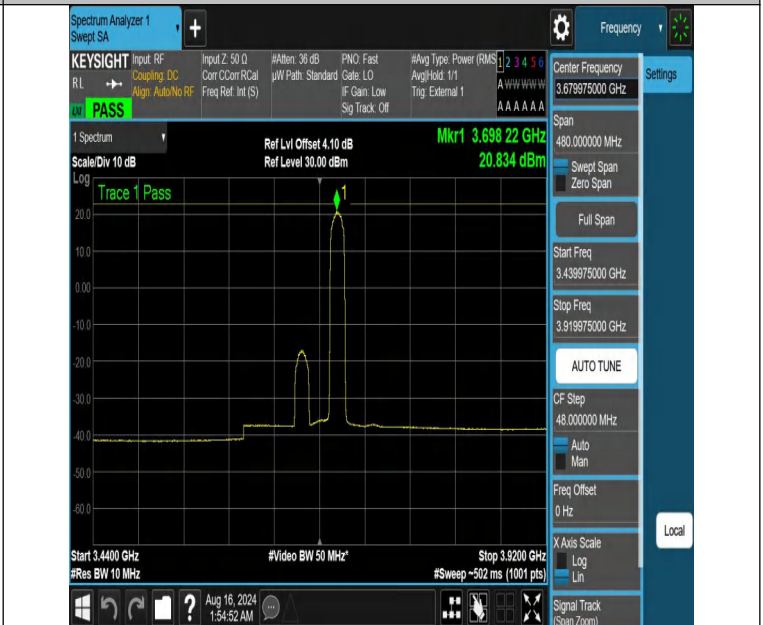 Spectrum Analyzer 1
Swept SA
+
Frequency
KEYSIGHT
RL
PASS
Input: RF
Coupling: DC
Align: Auto/No RF
Input Z: 50 Ω
Corr CCorr RCal
Freq Ref: Int (S)
#Atten: 36 dB
µW Path: Standard
PNO: Fast
Gate: LO
IF Gain: Low
Sig Track: Off
#Avg Type: Power (RMS
Avg|Hold: 1/1
Trig: External 1
1 2 3 4 5 6
A W W W W W
A A A A A A
1 Spectrum
Scale/Div 10 dB
Ref Lvl Offset 4.10 dB
Ref Level 30.00 dBm
Mkr1 3.698 22 GHz
20.834 dBm
Log
Trace 1 Pass
1
20.0
10.0
0.00
-10.0
-20.0
-30.0
-40.0
-50.0
-60.0
Start 3.4400 GHz
#Res BW 10 MHz
#Video BW 50 MHz*
Stop 3.9200 GHz
#Sweep ~502 ms (1001 pts)
Center Frequency
3.679975000 GHz
Settings
Span
480.000000 MHz
Swept Span
Zero Span
Full Span
Start Freq
3.439975000 GHz
Stop Freq
3.919975000 GHz
AUTO TUNE
CF Step
48.000000 MHz
Auto
Man
Freq Offset
0 Hz
X Axis Scale
Log
Lin
Local
Signal Track
(Span Zoom)
?
Aug 16, 2024
1:54:52 AM